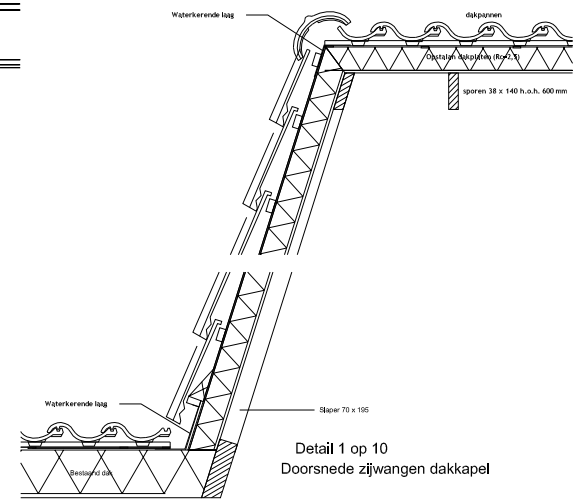 Waterkerende laag
dakpannen
Opstalan dakplaten (Rc=2,5)
sporen 38 x 140 h.o.h. 600 mm
Waterkerende laag
Slaper 70 x 195
Bestaand dak
Detail 1 op 10
Doorsnede zijwangen dakkapel